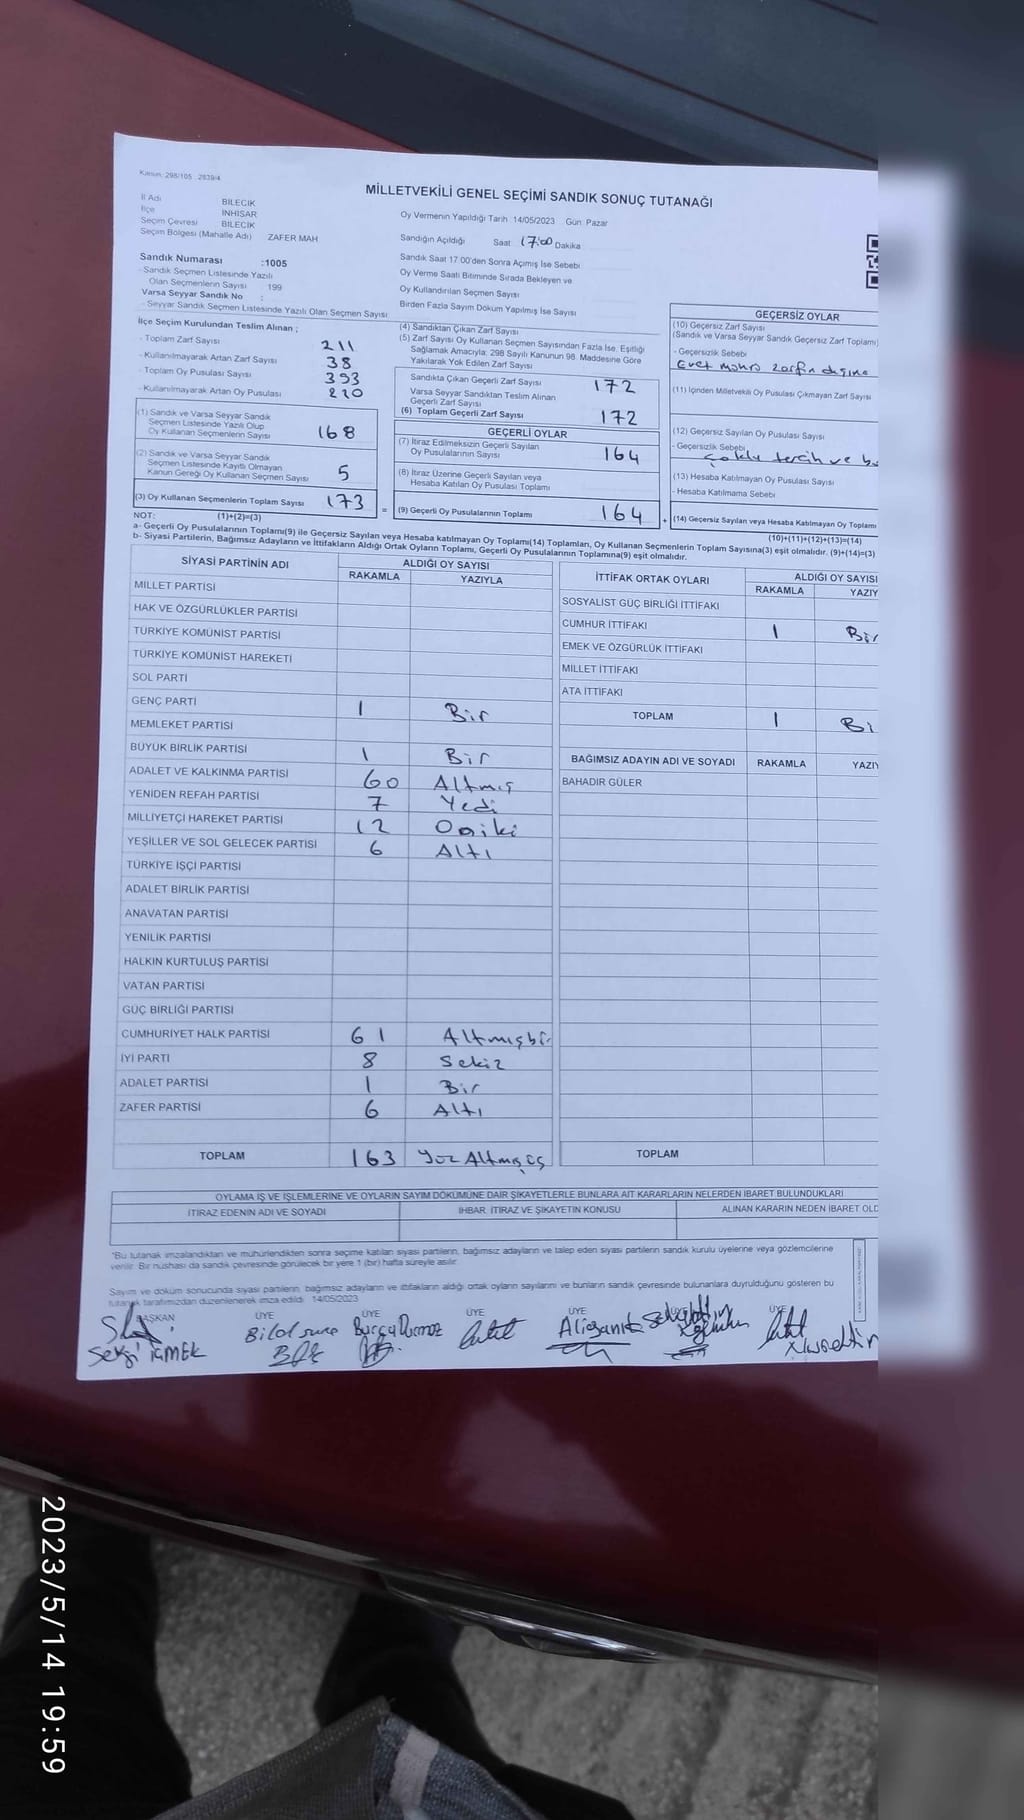 Kanun: 298/105 , 2839/4
MİLLETVEKİLİ GENEL SEÇİMİ SANDIK SONUÇ TUTANAĞI
İl Adı BİLECİK
İlçe İNHİSAR
Seçim Çevresi BİLECİK
Seçim Bölgesi (Mahalle Adı) ZAFER MAH
Oy Vermenin Yapıldığı Tarih 14/05/2023 Gün: Pazar
Sandığın Açıldığı Saat 17:00 Dakika
Sandık Numarası :1005
- Sandık Seçmen Listesinde Yazılı
Olan Seçmenlerin Sayısı 199
Varsa Seyyar Sandık No :
- Seyyar Sandık Seçmen Listesinde Yazılı Olan Seçmen Sayısı
Sandık Saat 17.00'den Sonra Açımış İse Sebebi
Oy Verme Saati Bitiminde Sırada Bekleyen ve
Oy Kullandırılan Seçmen Sayısı
Birden Fazla Sayım Döküm Yapılmış İse Sayısı
İlçe Seçim Kurulundan Teslim Alınan ;
- Toplam Zarf Sayısı 211
- Kullanılmayarak Artan Zarf Sayısı 38
- Toplam Oy Pusulası Sayısı 393
- Kullanılmayarak Artan Oy Pusulası 220
(1) Sandık ve Varsa Seyyar Sandık
Seçmen Listesinde Yazılı Olup
Oy Kullanan Seçmenlerin Sayısı 168
(2) Sandık ve Varsa Seyyar Sandık
Seçmen Listesinde Kayıtlı Olmayan
Kanun Gereği Oy Kullanan Seçmen Sayısı 5
(3) Oy Kullanan Seçmenlerin Toplam Sayısı 173
(4) Sandıktan Çıkan Zarf Sayısı
(5) Zarf Sayısı Oy Kullanan Seçmen Sayısından Fazla İse, Eşitliği
Sağlamak Amacıyla; 298 Sayılı Kanunun 98. Maddesine Göre
Yakılarak Yok Edilen Zarf Sayısı
Sandıkta Çıkan Geçerli Zarf Sayısı 172
Varsa Seyyar Sandıktan Teslim Alınan
Geçerli Zarf Sayısı
(6) Toplam Geçerli Zarf Sayısı 172
GEÇERLİ OYLAR
(7) İtiraz Edilmeksizin Geçerli Sayılan
Oy Pusulalarının Sayısı 164
(8) İtiraz Üzerine Geçerli Sayılan veya
Hesaba Katılan Oy Pusulası Toplamı
= (9) Geçerli Oy Pusulalarının Toplamı 164 +
GEÇERSİZ OYLAR
(10) Geçersiz Zarf Sayısı
(Sandık ve Varsa Seyyar Sandık Geçersiz Zarf Toplamı)
- Geçersizlik Sebebi
Evet mührü zarfın dışına
(11) İçinden Milletvekili Oy Pusulası Çıkmayan Zarf Sayısı
(12) Geçersiz Sayılan Oy Pusulası Sayısı
- Geçersizlik Sebebi
Çoklu tercih ve
(13) Hesaba Katılmayan Oy Pusulası Sayısı
- Hesaba Katılmama Sebebi
(14) Geçersiz Sayılan veya Hesaba Katılmayan Oy Toplamı
NOT: (1)+(2)=(3)
(10)+(11)+(12)+(13)=(14)
a- Geçerli Oy Pusulalarının Toplamı(9) ile Geçersiz Sayılan veya Hesaba katılmayan Oy Toplamı(14) Toplamları, Oy Kullanan Seçmenlerin Toplam Sayısına(3) eşit olmalıdır. (9)+(14)=(3)
b- Siyasi Partilerin, Bağımsız Adayların ve İttifakların Aldığı Ortak Oyların Toplamı, Geçerli Oy Pusulalarının Toplamına(9) eşit olmalıdır.
SİYASİ PARTİNİN ADI ALDIĞI OY SAYISI
RAKAMLA YAZIYLA
MİLLET PARTİSİ
HAK VE ÖZGÜRLÜKLER PARTİSİ
TÜRKİYE KOMÜNİST PARTİSİ
TÜRKİYE KOMÜNİST HAREKETİ
SOL PARTİ
GENÇ PARTİ 1 Bir
MEMLEKET PARTİSİ
BÜYÜK BİRLİK PARTİSİ 1 Bir
ADALET VE KALKINMA PARTİSİ 60 Altmış
YENİDEN REFAH PARTİSİ 7 Yedi
MİLLİYETÇİ HAREKET PARTİSİ 12 Oniki
YEŞİLLER VE SOL GELECEK PARTİSİ 6 Altı
TÜRKİYE İŞÇİ PARTİSİ
ADALET BİRLİK PARTİSİ
ANAVATAN PARTİSİ
YENİLİK PARTİSİ
HALKIN KURTULUŞ PARTİSİ
VATAN PARTİSİ
GÜÇ BİRLİĞİ PARTİSİ
CUMHURİYET HALK PARTİSİ 61 Altmışbir
İYİ PARTİ 8 Sekiz
ADALET PARTİSİ 1 Bir
ZAFER PARTİSİ 6 Altı
TOPLAM 163 Yüz Altmış üç
İTTİFAK ORTAK OYLARI ALDIĞI OY SAYISI
RAKAMLA YAZIY
SOSYALİST GÜÇ BİRLİĞİ İTTİFAKI
CUMHUR İTTİFAKI 1 Bir
EMEK VE ÖZGÜRLÜK İTTİFAKI
MİLLET İTTİFAKI
ATA İTTİFAKI
TOPLAM 1 Bi
BAĞIMSIZ ADAYIN ADI VE SOYADI RAKAMLA YAZIY
BAHADIR GÜLER
TOPLAM
OYLAMA İŞ VE İŞLEMLERİNE VE OYLARIN SAYIM DÖKÜMÜNE DAİR ŞİKAYETLERLE BUNLARA AİT KARARLARIN NELERDEN İBARET BULUNDUKLARI
İTİRAZ EDENİN ADI VE SOYADI İHBAR, İTİRAZ VE ŞİKAYETİN KONUSU ALINAN KARARIN NEDEN İBARET OLD
*Bu tutanak imzalandıktan ve mühürlendikten sonra seçime katılan siyasi partilerin, bağımsız adayların ve talep eden siyasi partilerin sandık kurulu üyelerine veya gözlemcilerine
verilir. Bir nüshası da sandık çevresinde görülecek bir yere 1 (bir) hafta süreyle asılır.
Sayım ve döküm sonucunda siyasi partilerin, bağımsız adayların ve ittifakların aldığı ortak oyların sayılarını ve bunların sandık çevresinde bulunanlara duyrulduğunu gösteren bu
tutanak tarafımızdan düzenlenerek imza edildi. 14/05/2023
BAŞKAN ÜYE ÜYE ÜYE ÜYE ÜYE ÜYE
2023/5/14 19:59